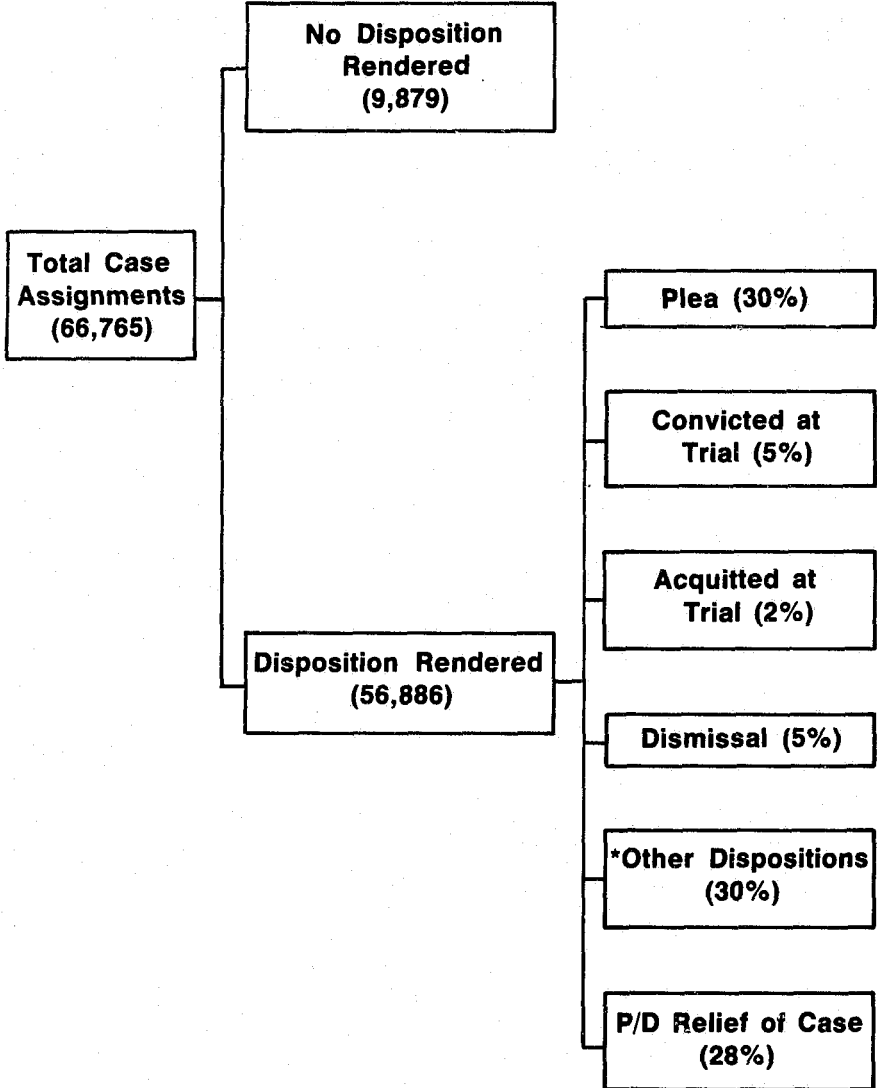 No Disposition
Rendered
(9,879)
Total Case
Assignments
(66,765)
Plea (30%)
Convicted at
Trial (5%)
Acquitted at
Trial (2%)
Disposition Rendered
(56,886)
Dismissal (5%)
*Other Dispositions
(30%)
P/D Relief of Case
(28%)